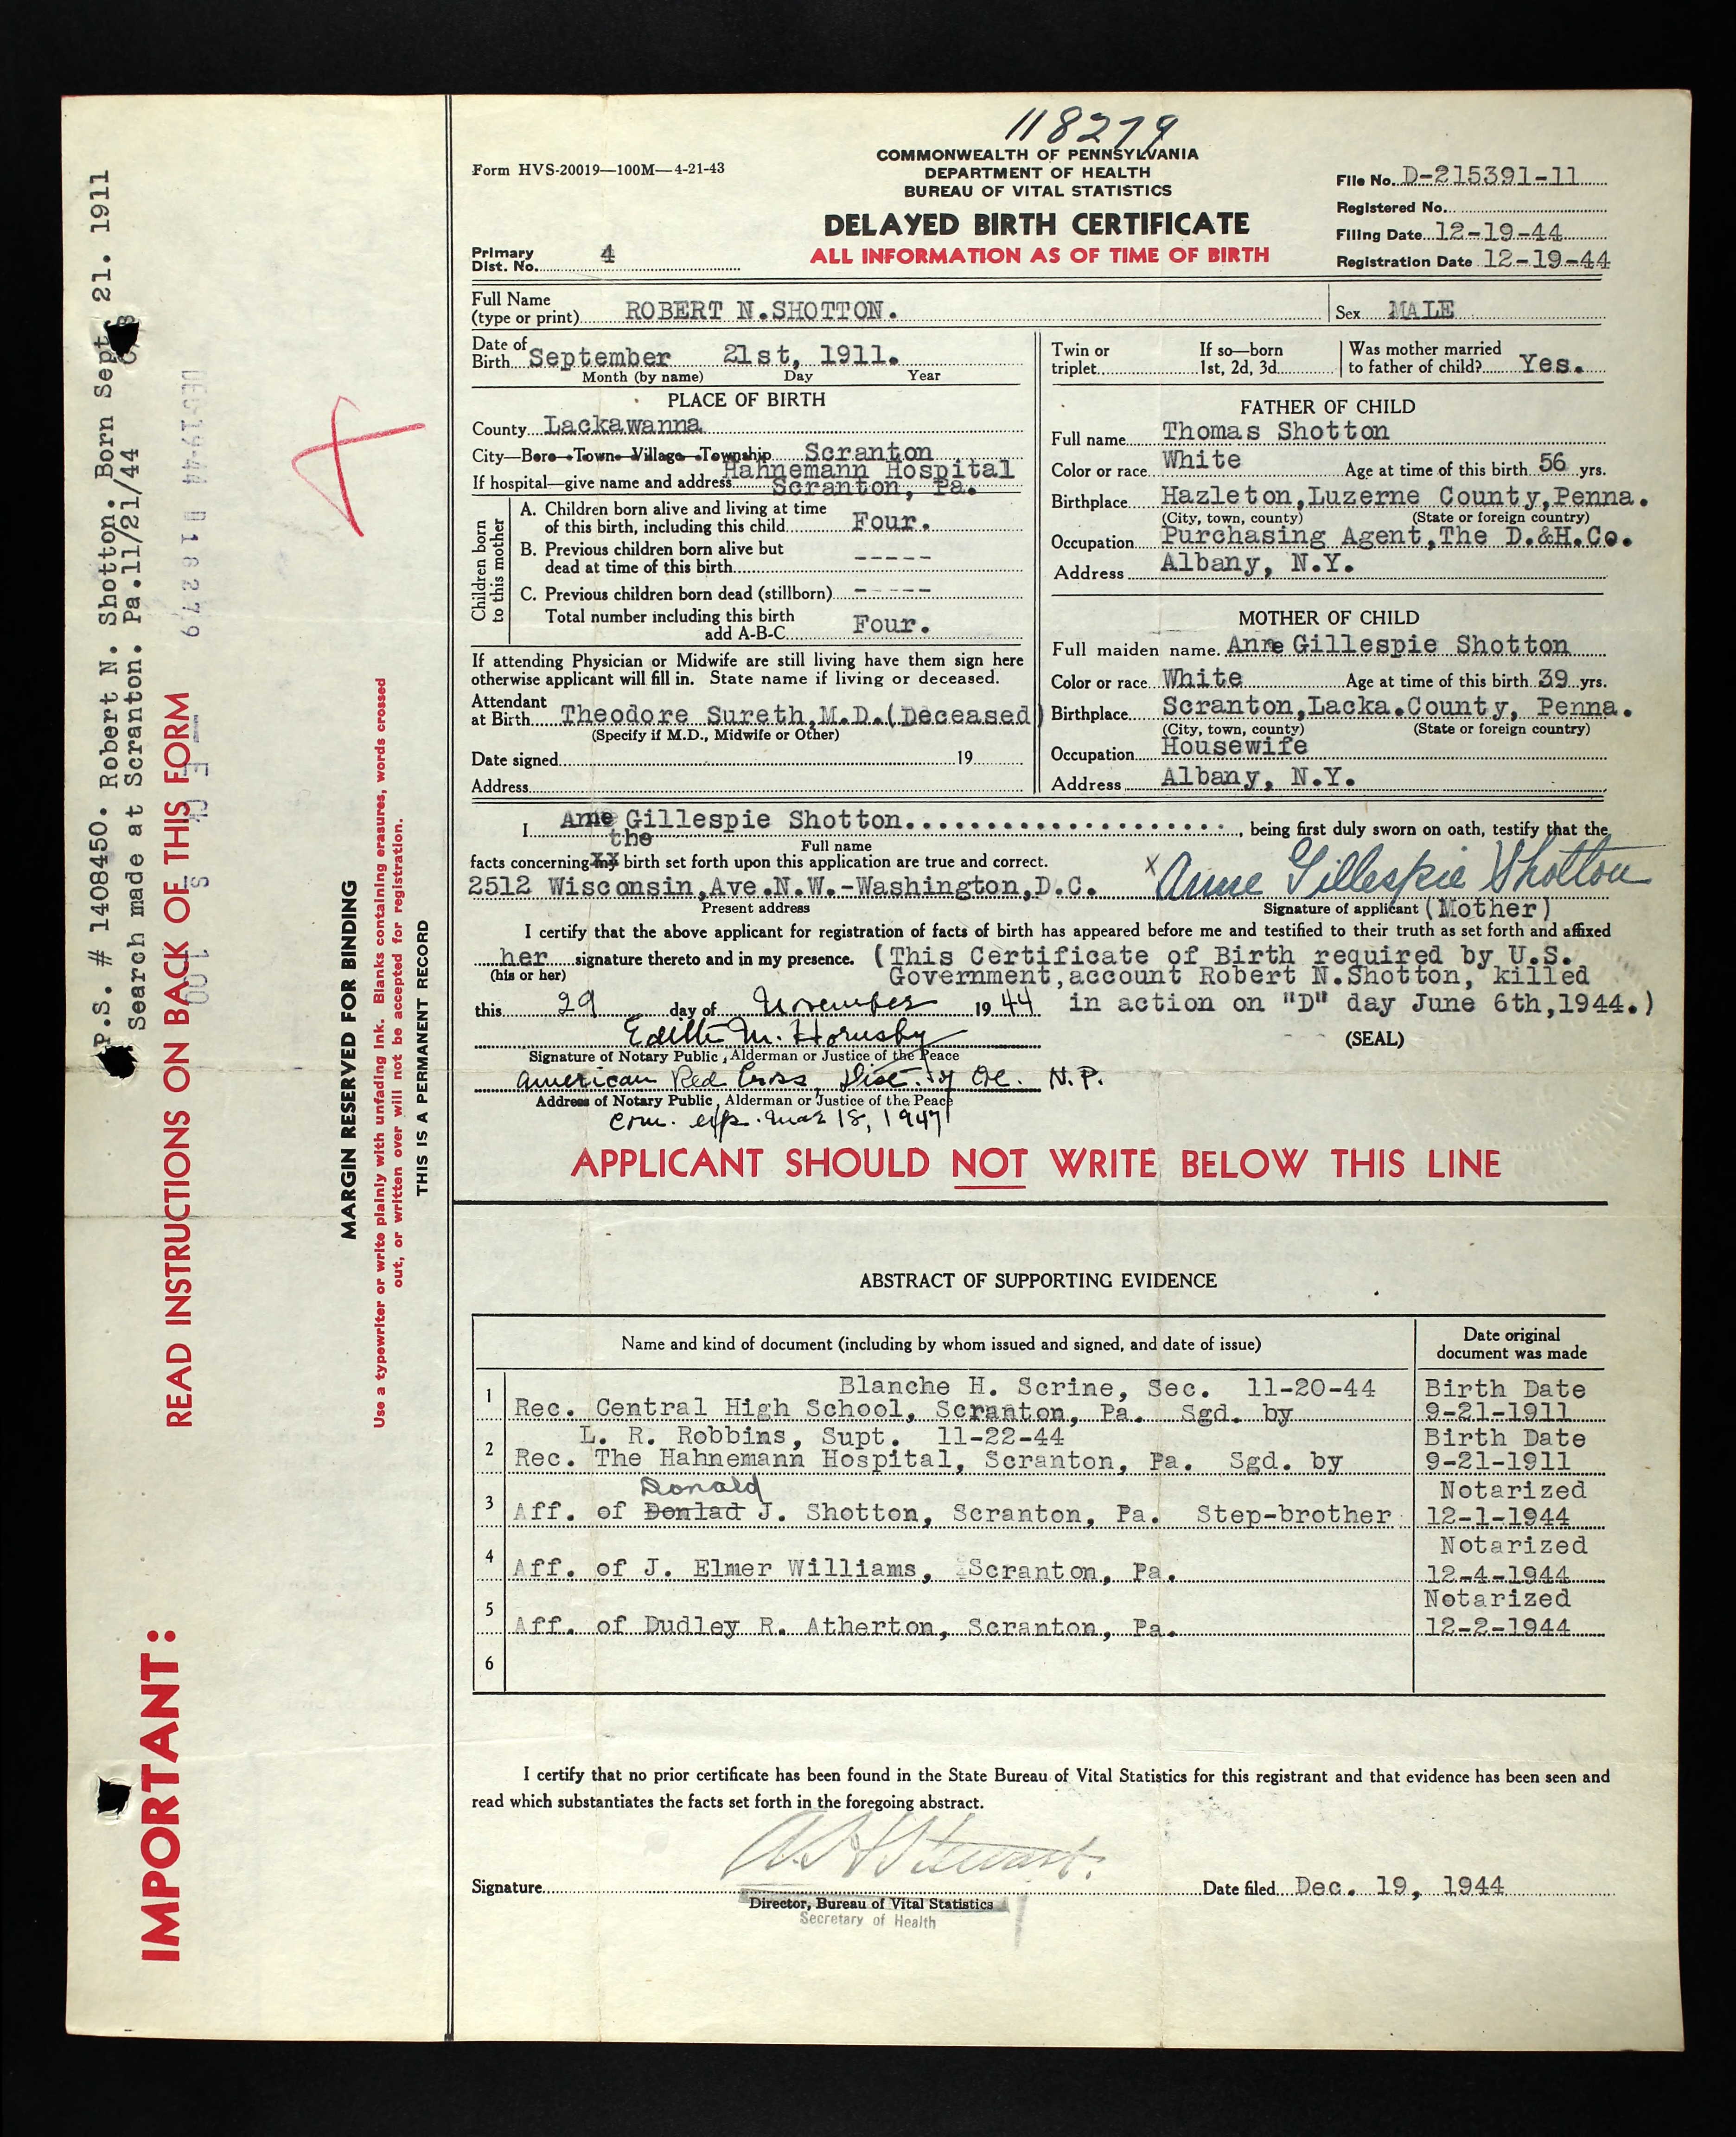 118279
Form HVS-20019—100M—4-21-43
COMMONWEALTH OF PENNSYLVANIA
DEPARTMENT OF HEALTH
BUREAU OF VITAL STATISTICS
DELAYED BIRTH CERTIFICATE
ALL INFORMATION AS OF TIME OF BIRTH
File No. D-215391-11
Registered No.
Filing Date 12-19-44
Registration Date 12-19-44
Primary
Dist. No. 4
Full Name
(type or print) ROBERT N.SHOTTON.
Sex MALE
Date of
Birth September 21st, 1911.
Month (by name) Day Year
Twin or
triplet
If so—born
1st, 2d, 3d
Was mother married
to father of child? Yes.
PLACE OF BIRTH
County Lackawanna
City—Boro—Town—Village—Township Scranton
Hahnemann Hospital
If hospital—give name and address Scranton, Pa.
Children born
to this mother
A. Children born alive and living at time
of this birth, including this child Four.
B. Previous children born alive but
dead at time of this birth -----
C. Previous children born dead (stillborn) -----
Total number including this birth
add A-B-C Four.
If attending Physician or Midwife are still living have them sign here
otherwise applicant will fill in. State name if living or deceased.
Attendant
at Birth Theodore Sureth,M.D.(Deceased)
(Specify if M.D., Midwife or Other)
Date signed 19
Address
FATHER OF CHILD
Full name Thomas Shotton
Color or race White Age at time of this birth 56 yrs.
Birthplace Hazleton,Luzerne County,Penna.
(City, town, county) (State or foreign country)
Occupation Purchasing Agent,The D.&H.Co.
Address Albany, N.Y.
MOTHER OF CHILD
Full maiden name. Anne Gillespie Shotton
Color or race White Age at time of this birth 39 yrs.
Birthplace Scranton,Lacka.County, Penna.
(City, town, county) (State or foreign country)
Occupation Housewife
Address Albany, N.Y.
I Anne Gillespie Shotton......................, being first duly sworn on oath, testify that the
the Full name
facts concerning my birth set forth upon this application are true and correct.
2512 Wisconsin,Ave.N.W.-Washington,D.C. x Anne Gillespie Shotton
Present address Signature of applicant (Mother)
I certify that the above applicant for registration of facts of birth has appeared before me and testified to their truth as set forth and affixed
her signature thereto and in my presence. (This Certificate of Birth required by U.S.
(his or her) Government,account Robert N.Shotton, killed
this 29 day of November 1944 in action on "D" day June 6th,1944.)
Edith M. Hornsby (SEAL)
Signature of Notary Public, Alderman or Justice of the Peace
American Red Cross, Dist. of Col. N.P.
Address of Notary Public, Alderman or Justice of the Peace
Com. exp. Mar 18, 1947
APPLICANT SHOULD NOT WRITE BELOW THIS LINE
ABSTRACT OF SUPPORTING EVIDENCE
Name and kind of document (including by whom issued and signed, and date of issue)
Date original
document was made
Blanche H. Scrine, Sec. 11-20-44 Birth Date
1 Rec. Central High School, Scranton, Pa. Sgd. by 9-21-1911
L. R. Robbins, Supt. 11-22-44 Birth Date
2 Rec. The Hahnemann Hospital, Scranton, Pa. Sgd. by 9-21-1911
Donald Notarized
3 Aff. of Donlad J. Shotton, Scranton, Pa. Step-brother 12-1-1944
Notarized
4 Aff. of J. Elmer Williams, Scranton, Pa. 12-4-1944
Notarized
5 Aff. of Dudley R. Atherton, Scranton, Pa. 12-2-1944
6
I certify that no prior certificate has been found in the State Bureau of Vital Statistics for this registrant and that evidence has been seen and
read which substantiates the facts set forth in the foregoing abstract.
Signature Stewart. Date filed Dec. 19, 1944
Director, Bureau of Vital Statistics
Secretary of Health
P.S. # 1408450. Robert N. Shotton. Born Sept. 21. 1911
Search made at Scranton. Pa.11/21/44
DEC 19-44 018279
READ INSTRUCTIONS ON BACK OF THIS FORM
IMPORTANT:
MARGIN RESERVED FOR BINDING
Use a typewriter or write plainly with unfading ink. Blanks containing erasures, words crossed
out, or written over will not be accepted for registration.
THIS IS A PERMANENT RECORD